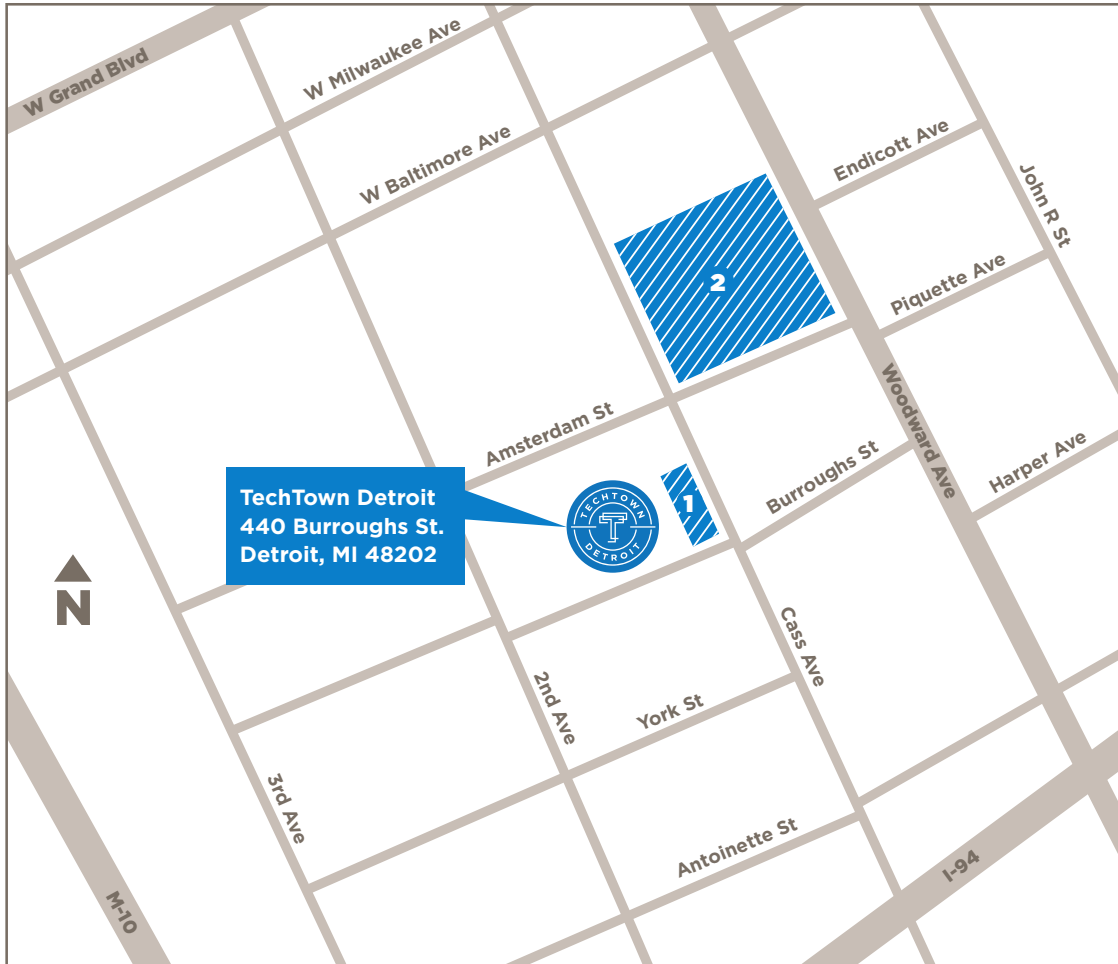 W Grand Blvd
W Milwaukee Ave
W Baltimore Ave
Endicott Ave
John R St
2
Piquette Ave
Woodward Ave
Amsterdam St
Burroughs St
Harper Ave
TechTown Detroit
440 Burroughs St.
Detroit, MI 48202
TECHTOWN
T
DETROIT
1
N
Cass Ave
2nd Ave
York St
3rd Ave
Antoinette St
I-94
M-10